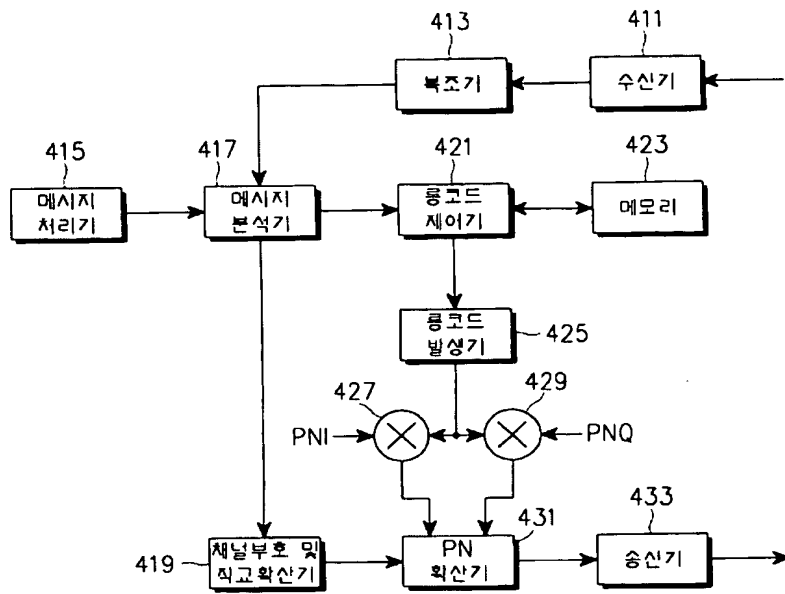 413
411
복조기
수신기
415
417
421
423
메시지
처리기
메시지
분석기
롱코드
제어기
메모리
롱코드
발생기
425
427
429
PNI
PNQ
431
433
419
채널부호 및
직교확산기
PN
확산기
송신기